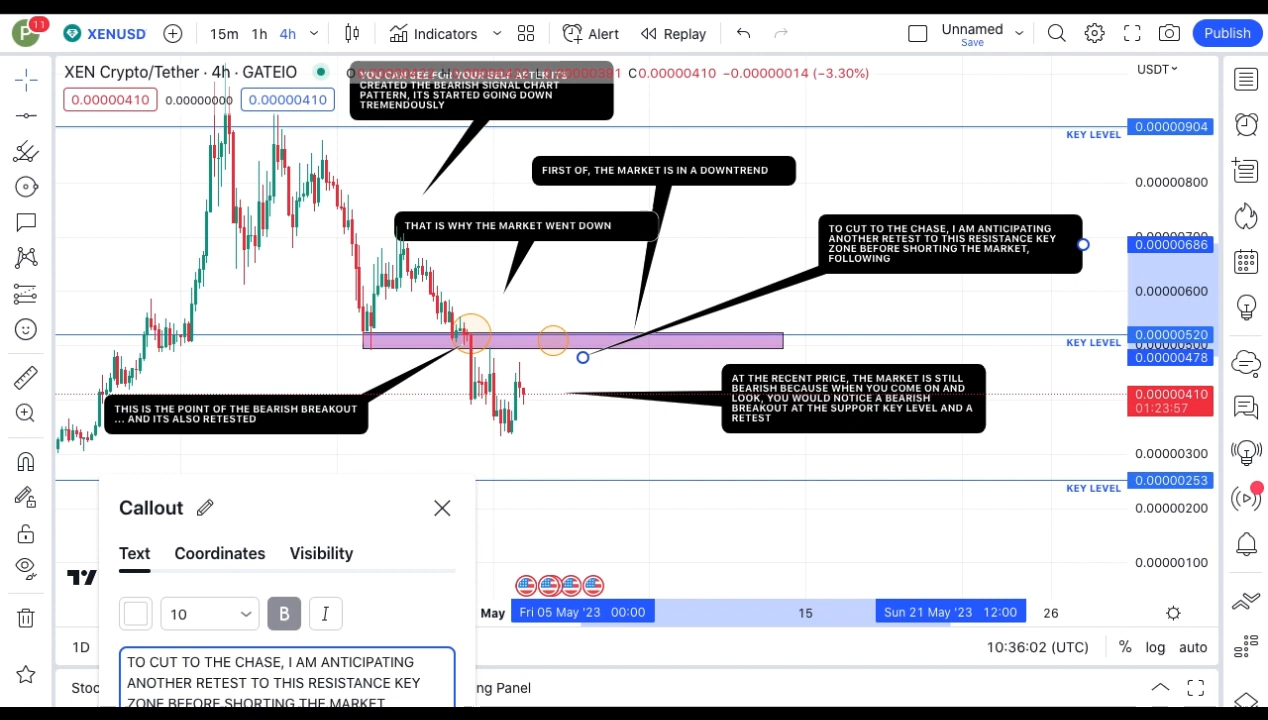 P
11
XENUSD
15m 1h 4h
Indicators
Alert
Replay
Unnamed
Save
Publish
XEN Crypto/Tether · 4h · GATEIO
C0.00000410 −0.00000014 (−3.30%)
USDT
0.00000410
0.00000000
0.00000410
YOU CAN SEE FOR YOUR SELF AFTER ITS
CREATED THE BEARISH SIGNAL CHART
PATTERN, ITS STARTED GOING DOWN
TREMENDOUSLY
0.00000904
KEY LEVEL
FIRST OF, THE MARKET IS IN A DOWNTREND
0.00000800
THAT IS WHY THE MARKET WENT DOWN
TO CUT TO THE CHASE, I AM ANTICIPATING
ANOTHER RETEST TO THIS RESISTANCE KEY
ZONE BEFORE SHORTING THE MARKET,
FOLLOWING
0.00000686
0.00000600
0.00000520
KEY LEVEL
0.00000478
AT THE RECENT PRICE, THE MARKET IS STILL
BEARISH BECAUSE WHEN YOU COME ON AND
LOOK, YOU WOULD NOTICE A BEARISH
BREAKOUT AT THE SUPPORT KEY LEVEL AND A
RETEST
0.00000410
01:23:57
THIS IS THE POINT OF THE BEARISH BREAKOUT
... AND ITS ALSO RETESTED
0.00000300
0.00000253
KEY LEVEL
0.00000200
0.00000100
Callout
Text Coordinates Visibility
10
B
I
May
Fri 05 May '23 00:00
15
Sun 21 May '23 12:00
26
1D
10:36:02 (UTC)
%
log
auto
TO CUT TO THE CHASE, I AM ANTICIPATING
ANOTHER RETEST TO THIS RESISTANCE KEY
ZONE BEFORE SHORTING THE MARKET
Stoc
ng Panel